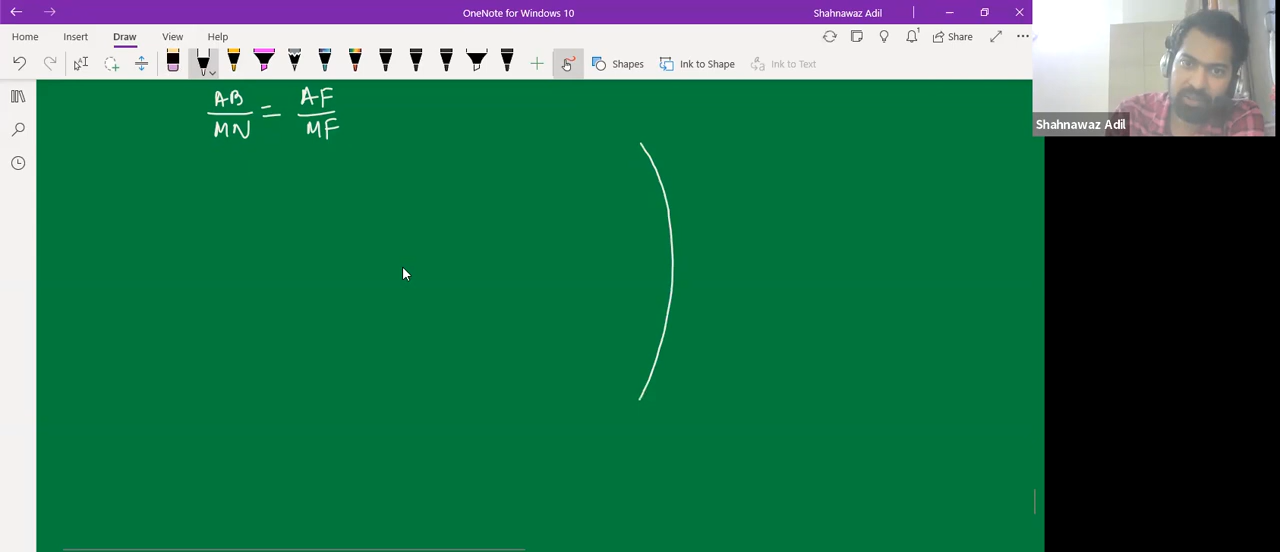 OneNote for Windows 10
Shahnawaz Adil
Home Insert Draw View Help
Share
Shapes Ink to Shape Ink to Text
AB/MN = AF/MF
Shahnawaz Adil